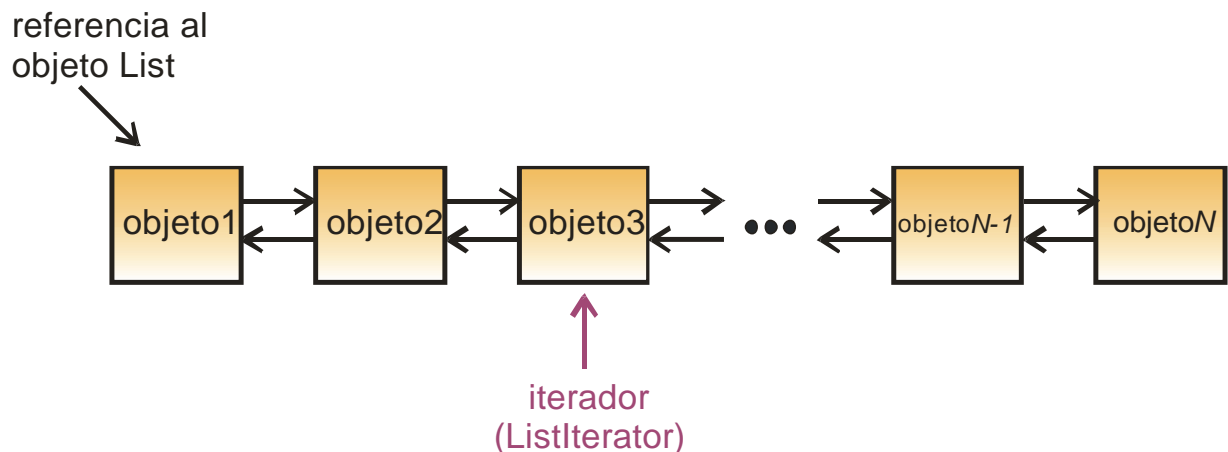 referencia al
objeto List
objeto1
objeto2
objeto3
objetoN-1
objetoN
iterador
(ListIterator)